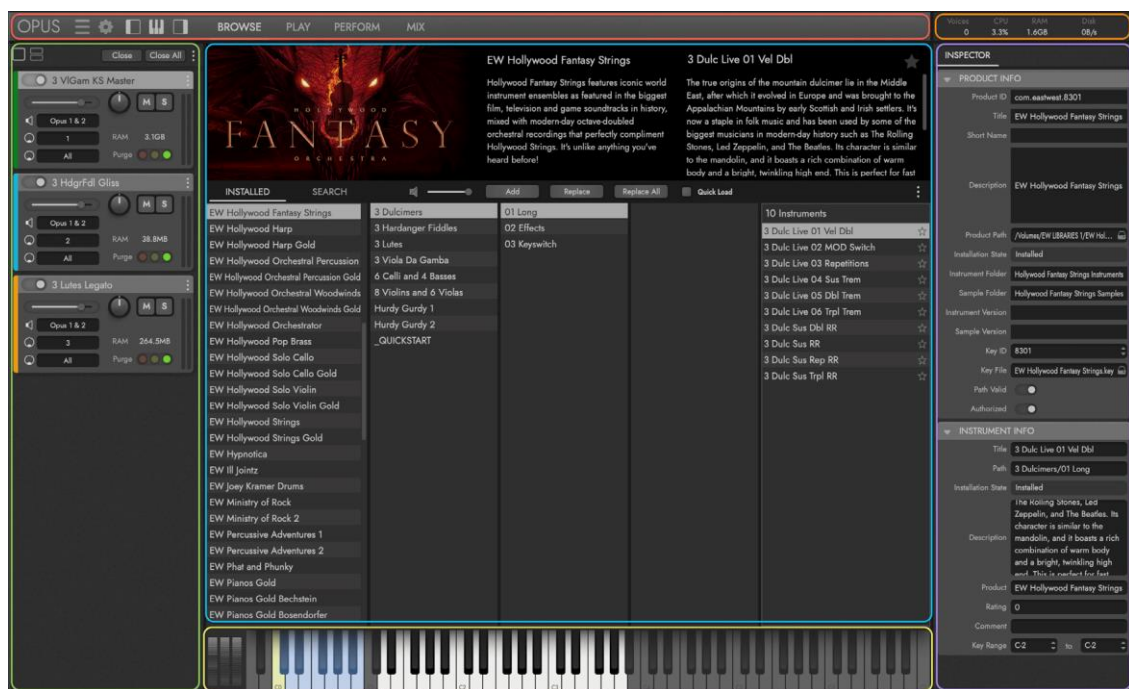 OPUS
BROWSE PLAY PERFORM MIX
Voices CPU RAM Disk
0 3.3% 1.6GB 0B/s
Close Close All
3 VlGam KS Master
M S
Opus 1 & 2
1 RAM 3.1GB
All Purge
3 HdgrFdl Gliss
M S
Opus 1 & 2
2 RAM 38.8MB
All Purge
3 Lutes Legato
M S
Opus 1 & 2
3 RAM 264.5MB
All Purge
HOLLYWOOD
FANTASY
ORCHESTRA
EW Hollywood Fantasy Strings
Hollywood Fantasy Strings features iconic world
instrument ensembles as featured in the biggest
film, television and game soundtracks in history,
mixed with modern-day octave-doubled
orchestral recordings that perfectly compliment
Hollywood Strings. It's unlike anything you've
heard before!
3 Dulc Live 01 Vel Dbl
The true origins of the mountain dulcimer lie in the Middle
East, after which it evolved in Europe and was brought to the
Appalachian Mountains by early Scottish and Irish settlers. It's
now a staple in folk music and has been used by some of the
biggest musicians in modern-day history such as The Rolling
Stones, Led Zeppelin, and The Beatles. Its character is similar
to the mandolin, and it boasts a rich combination of warm
body and a bright, twinkling high end. This is perfect for fast
INSTALLED SEARCH Add Replace Replace All Quick Load
EW Hollywood Fantasy Strings
EW Hollywood Harp
EW Hollywood Harp Gold
EW Hollywood Orchestral Percussion
EW Hollywood Orchestral Percussion Gold
EW Hollywood Orchestral Woodwinds
EW Hollywood Orchestral Woodwinds Gold
EW Hollywood Orchestrator
EW Hollywood Pop Brass
EW Hollywood Solo Cello
EW Hollywood Solo Cello Gold
EW Hollywood Solo Violin
EW Hollywood Solo Violin Gold
EW Hollywood Strings
EW Hollywood Strings Gold
EW Hypnotica
EW Ill Jointz
EW Joey Kramer Drums
EW Ministry of Rock
EW Ministry of Rock 2
EW Percussive Adventures 1
EW Percussive Adventures 2
EW Phat and Phunky
EW Pianos Gold
EW Pianos Gold Bechstein
EW Pianos Gold Bosendorfer
3 Dulcimers
3 Hardanger Fiddles
3 Lutes
3 Viola Da Gamba
6 Celli and 4 Basses
8 Violins and 6 Violas
Hurdy Gurdy 1
Hurdy Gurdy 2
_QUICKSTART
01 Long
02 Effects
03 Keyswitch
10 Instruments
3 Dulc Live 01 Vel Dbl
3 Dulc Live 02 MOD Switch
3 Dulc Live 03 Repetitions
3 Dulc Live 04 Sus Trem
3 Dulc Live 05 Dbl Trem
3 Dulc Live 06 Trpl Trem
3 Dulc Sus Dbl RR
3 Dulc Sus RR
3 Dulc Sus Rep RR
3 Dulc Sus Trpl RR
INSPECTOR
PRODUCT INFO
Product ID com.eastwest.8301
Title EW Hollywood Fantasy Strings
Short Name
Description EW Hollywood Fantasy Strings
Product Path /Volumes/EW LIBRARIES 1/EW Hol...
Installation State Installed
Instrument Folder Hollywood Fantasy Strings Instruments
Sample Folder Hollywood Fantasy Strings Samples
Instrument Version
Sample Version
Key ID 8301
Key File EW Hollywood Fantasy Strings.key
Path Valid
Authorized
INSTRUMENT INFO
Title 3 Dulc Live 01 Vel Dbl
Path 3 Dulcimers/01 Long
Installation State Installed
Description
The Rolling Stones, Led
Zeppelin, and The Beatles. Its
character is similar to the
mandolin, and it boasts a rich
combination of warm body
and a bright, twinkling high
end. This is perfect for fast
Product EW Hollywood Fantasy Strings
Rating 0
Comment
Key Range C-2 to C-2